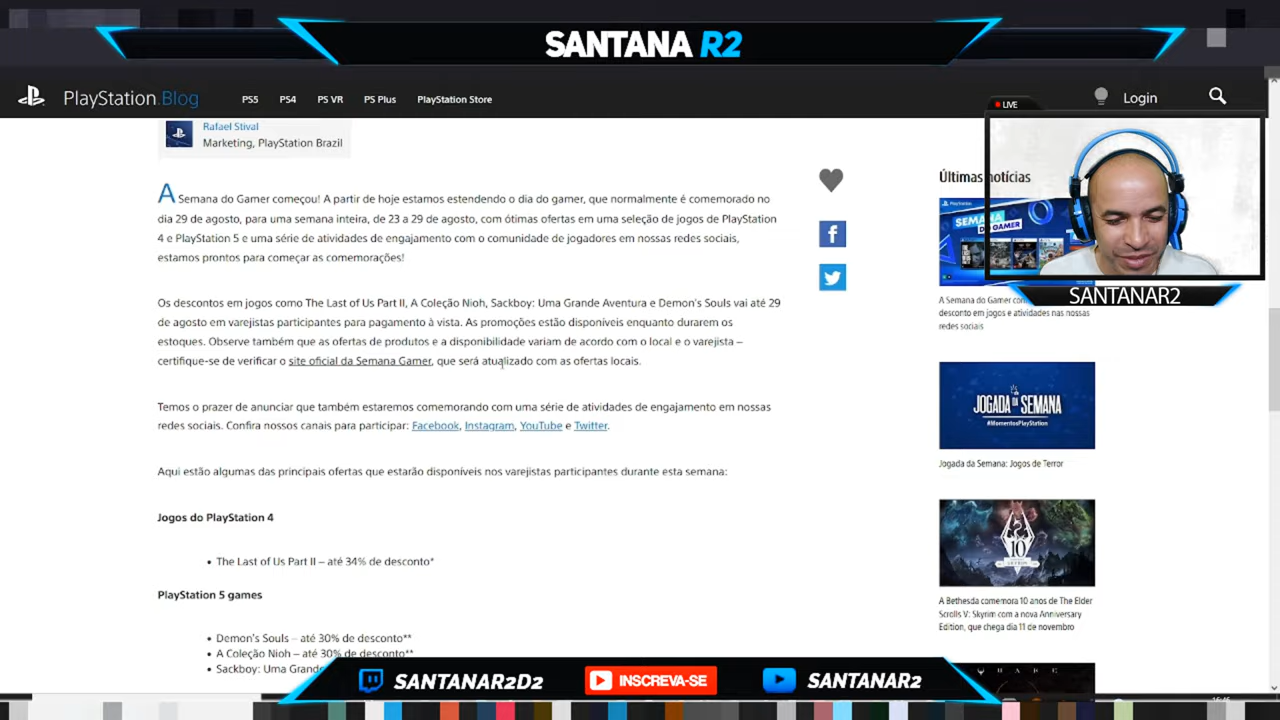 SANTANA R2
PlayStation.Blog
PS5 PS4 PS VR PS Plus PlayStation Store
Login
LIVE
Rafael Stival
Marketing, PlayStation Brazil
A Semana do Gamer começou! A partir de hoje estamos estendendo o dia do gamer, que normalmente é comemorado no
dia 29 de agosto, para uma semana inteira, de 23 a 29 de agosto, com ótimas ofertas em uma seleção de jogos de PlayStation
4 e PlayStation 5 e uma série de atividades de engajamento com o comunidade de jogadores em nossas redes sociais,
estamos prontos para começar as comemorações!
Os descontos em jogos como The Last of Us Part II, A Coleção Nioh, Sackboy: Uma Grande Aventura e Demon's Souls vai até 29
de agosto em varejistas participantes para pagamento à vista. As promoções estão disponíveis enquanto durarem os
estoques. Observe também que as ofertas de produtos e a disponibilidade variam de acordo com o local e o varejista –
certifique-se de verificar o site oficial da Semana Gamer, que será atualizado com as ofertas locais.
Temos o prazer de anunciar que também estaremos comemorando com uma série de atividades de engajamento em nossas
redes sociais. Confira nossos canais para participar: Facebook, Instagram, YouTube e Twitter.
Aqui estão algumas das principais ofertas que estarão disponíveis nos varejistas participantes durante esta semana:
Jogos do PlayStation 4
• The Last of Us Part II – até 34% de desconto*
PlayStation 5 games
• Demon's Souls – até 30% de desconto**
• A Coleção Nioh – até 30% de desconto**
• Sackboy: Uma Grande
Últimas notícias
SEMANA
DO GAMER
SANTANAR2
A Semana do Gamer
desconto em jogos e atividades nas nossas
redes sociais
JOGADA DA SEMANA
#MomentosPlayStation
Jogada da Semana: Jogos de Terror
10
A Bethesda comemora 10 anos de The Elder
Scrolls V: Skyrim com a nova Anniversary
Edition, que chega dia 11 de novembro
SANTANAR2D2
INSCREVA-SE
SANTANAR2